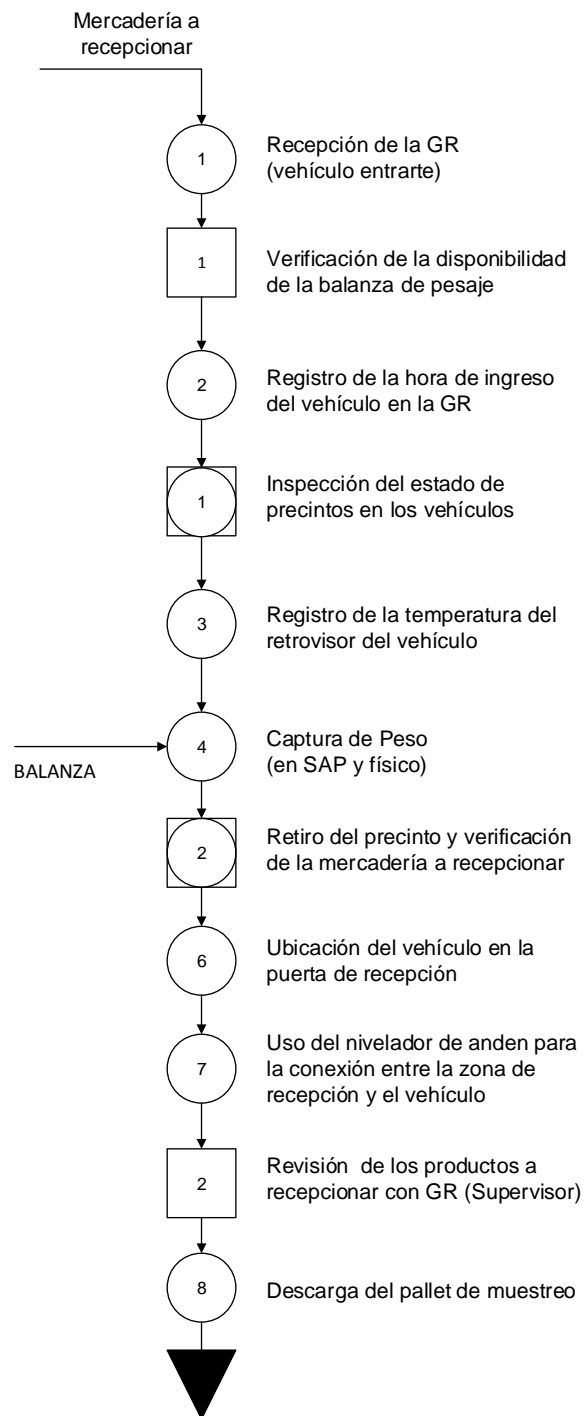 Mercadería a
recepcionar
1
Recepción de la GR
(vehículo entrarte)
1
Verificación de la disponibilidad
de la balanza de pesaje
2
Registro de la hora de ingreso
del vehículo en la GR
1
Inspección del estado de
precintos en los vehículos
3
Registro de la temperatura del
retrovisor del vehículo
BALANZA
4
Captura de Peso
(en SAP y físico)
2
Retiro del precinto y verificación
de la mercadería a recepcionar
6
Ubicación del vehículo en la
puerta de recepción
7
Uso del nivelador de anden para
la conexión entre la zona de
recepción y el vehículo
2
Revisión de los productos a
recepcionar con GR (Supervisor)
8
Descarga del pallet de muestreo